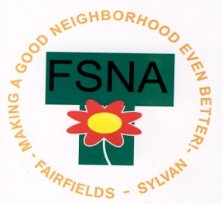 MAKING A GOOD NEIGHBORHOOD EVEN BETTER!
FSNA
- FAIRFIELDS - SYLVAN -